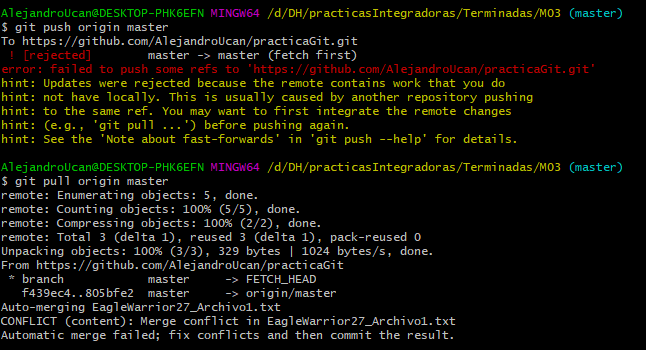 AlejandroUcan@DESKTOP-PHK6EFN MINGW64 /d/DH/practicasIntegradoras/Terminadas/MO3 (master)
$ git push origin master
To https://github.com/AlejandroUcan/practicaGit.git
 ! [rejected]        master -> master (fetch first)
error: failed to push some refs to 'https://github.com/AlejandroUcan/practicaGit.git'
hint: Updates were rejected because the remote contains work that you do
hint: not have locally. This is usually caused by another repository pushing
hint: to the same ref. You may want to first integrate the remote changes
hint: (e.g., 'git pull ...') before pushing again.
hint: See the 'Note about fast-forwards' in 'git push --help' for details.
AlejandroUcan@DESKTOP-PHK6EFN MINGW64 /d/DH/practicasIntegradoras/Terminadas/MO3 (master)
$ git pull origin master
remote: Enumerating objects: 5, done.
remote: Counting objects: 100% (5/5), done.
remote: Compressing objects: 100% (2/2), done.
remote: Total 3 (delta 1), reused 3 (delta 1), pack-reused 0
Unpacking objects: 100% (3/3), 329 bytes | 1024 bytes/s, done.
From https://github.com/AlejandroUcan/practicaGit
 * branch            master     -> FETCH_HEAD
   f439ec4..805bfe2  master     -> origin/master
Auto-merging EagleWarrior27_Archivo1.txt
CONFLICT (content): Merge conflict in EagleWarrior27_Archivo1.txt
Automatic merge failed; fix conflicts and then commit the result.